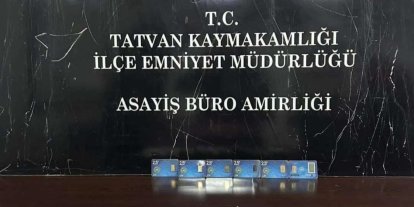 T.C.
TATVAN KAYMAKAMLIĞI
İLÇE EMNİYET MÜDÜRLÜĞÜ
ASAYİŞ BÜRO AMİRLİĞİ